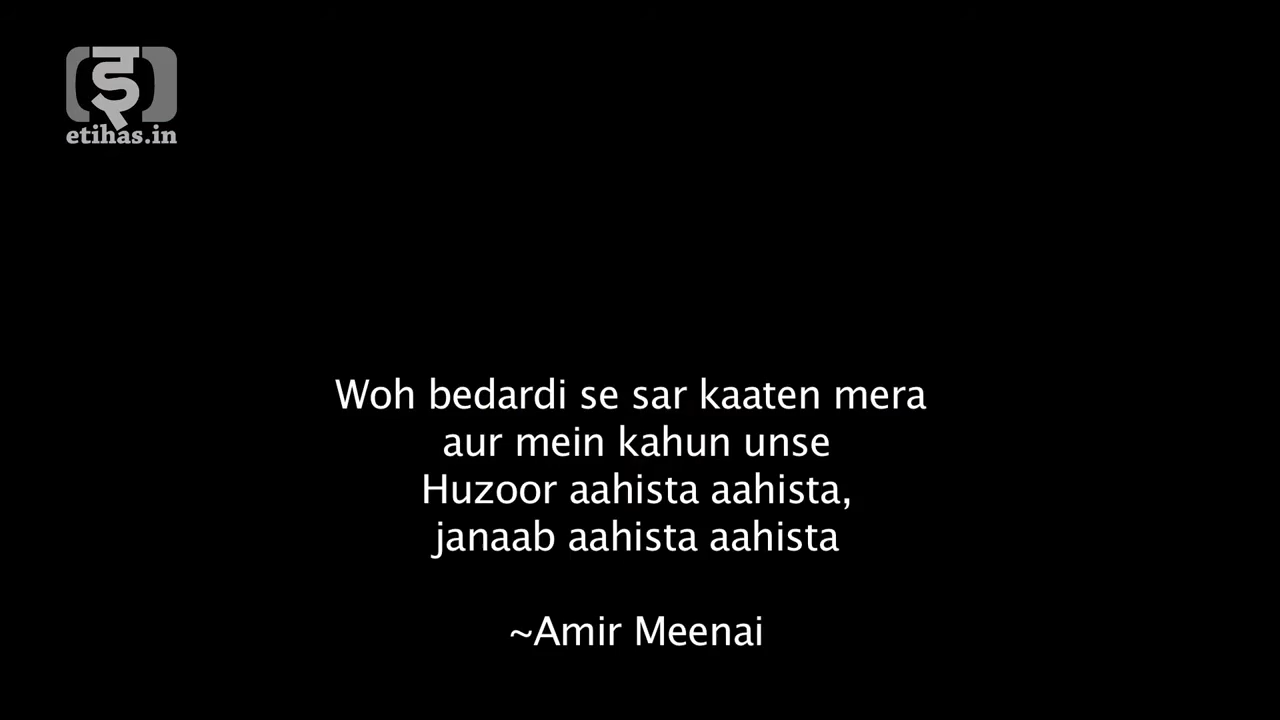 इ
etihas.in
Woh bedardi se sar kaaten mera
aur mein kahun unse
Huzoor aahista aahista,
janaab aahista aahista
~Amir Meenai